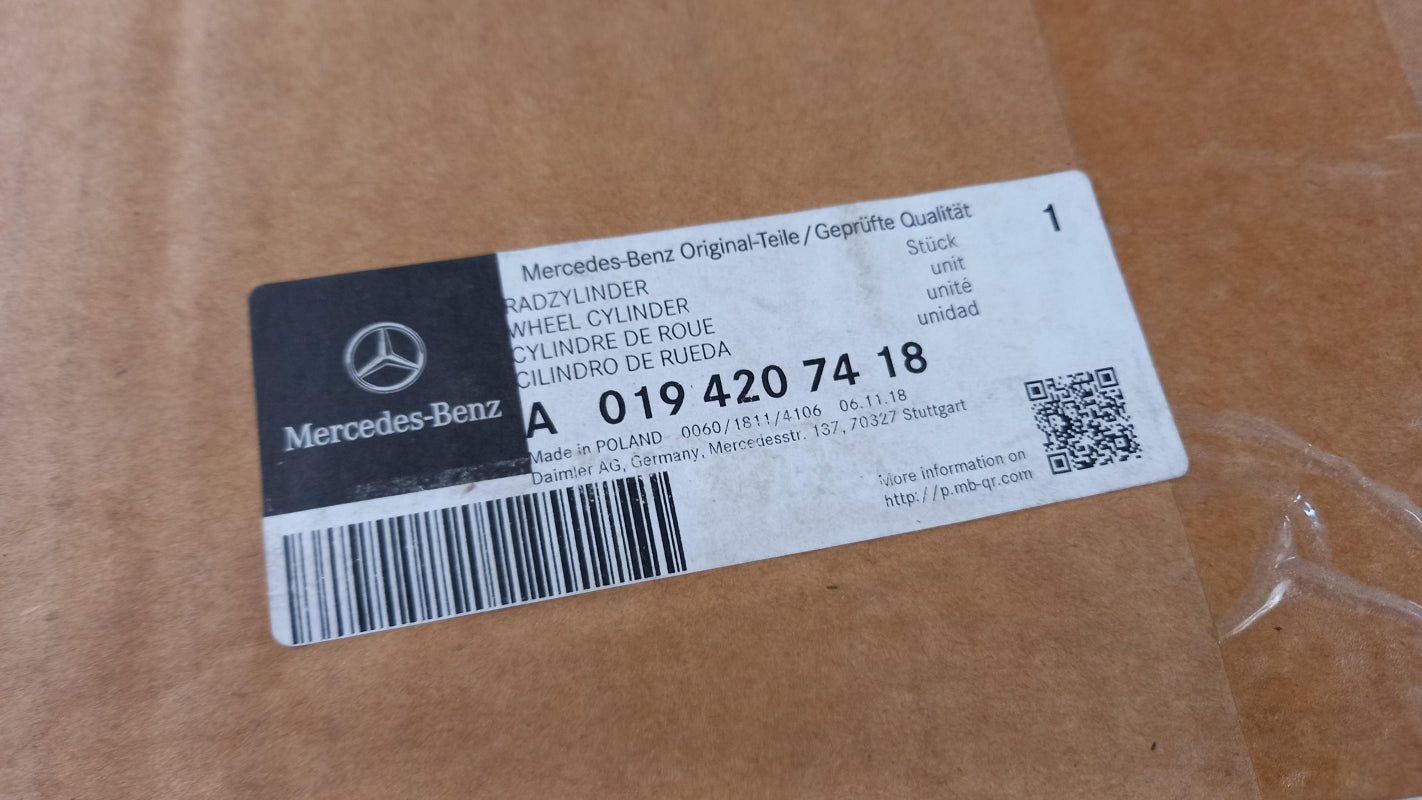 Mercedes-Benz Original-Teile/Geprüfte Qualität
1
RADZYLINDER
Stück
WHEEL CYLINDER
unit
CYLINDRE DE ROUE
unité
CILINDRO DE RUEDA
unidad
A 019 420 74 18
Made in POLAND 0060/1811/4106 06.11.18
Daimler AG, Germany, Mercedesstr. 137, 70327 Stuttgart
More information on
http://p.mb-qr.com
Mercedes-Benz